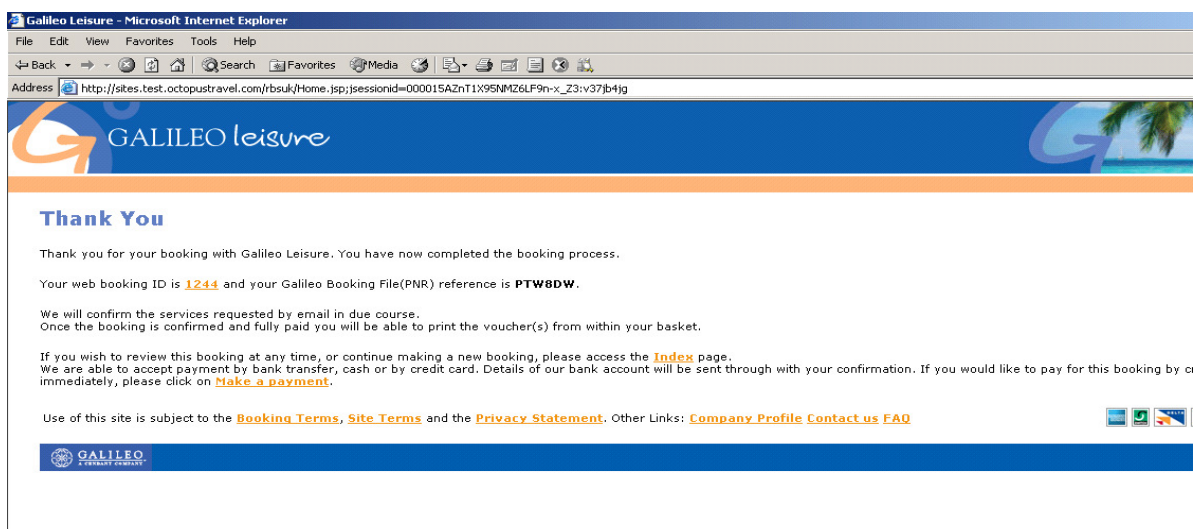 Galileo Leisure - Microsoft Internet Explorer
File Edit View Favorites Tools Help
Back Search Favorites Media
Address http://sites.test.octopustravel.com/rbsuk/Home.jsp;jsessionid=000015AZnT1X95NMZ6LF9n-x_Z3:v37jb4jg
GALILEO leisure
Thank You
Thank you for your booking with Galileo Leisure. You have now completed the booking process.
Your web booking ID is 1244 and your Galileo Booking File(PNR) reference is PTW8DW.
We will confirm the services requested by email in due course.
Once the booking is confirmed and fully paid you will be able to print the voucher(s) from within your basket.
If you wish to review this booking at any time, or continue making a new booking, please access the Index page.
We are able to accept payment by bank transfer, cash or by credit card. Details of our bank account will be sent through with your confirmation. If you would like to pay for this booking by cr
immediately, please click on Make a payment.
Use of this site is subject to the Booking Terms, Site Terms and the Privacy Statement. Other Links: Company Profile Contact us FAQ
GALILEO.
A CENDANT COMPANY